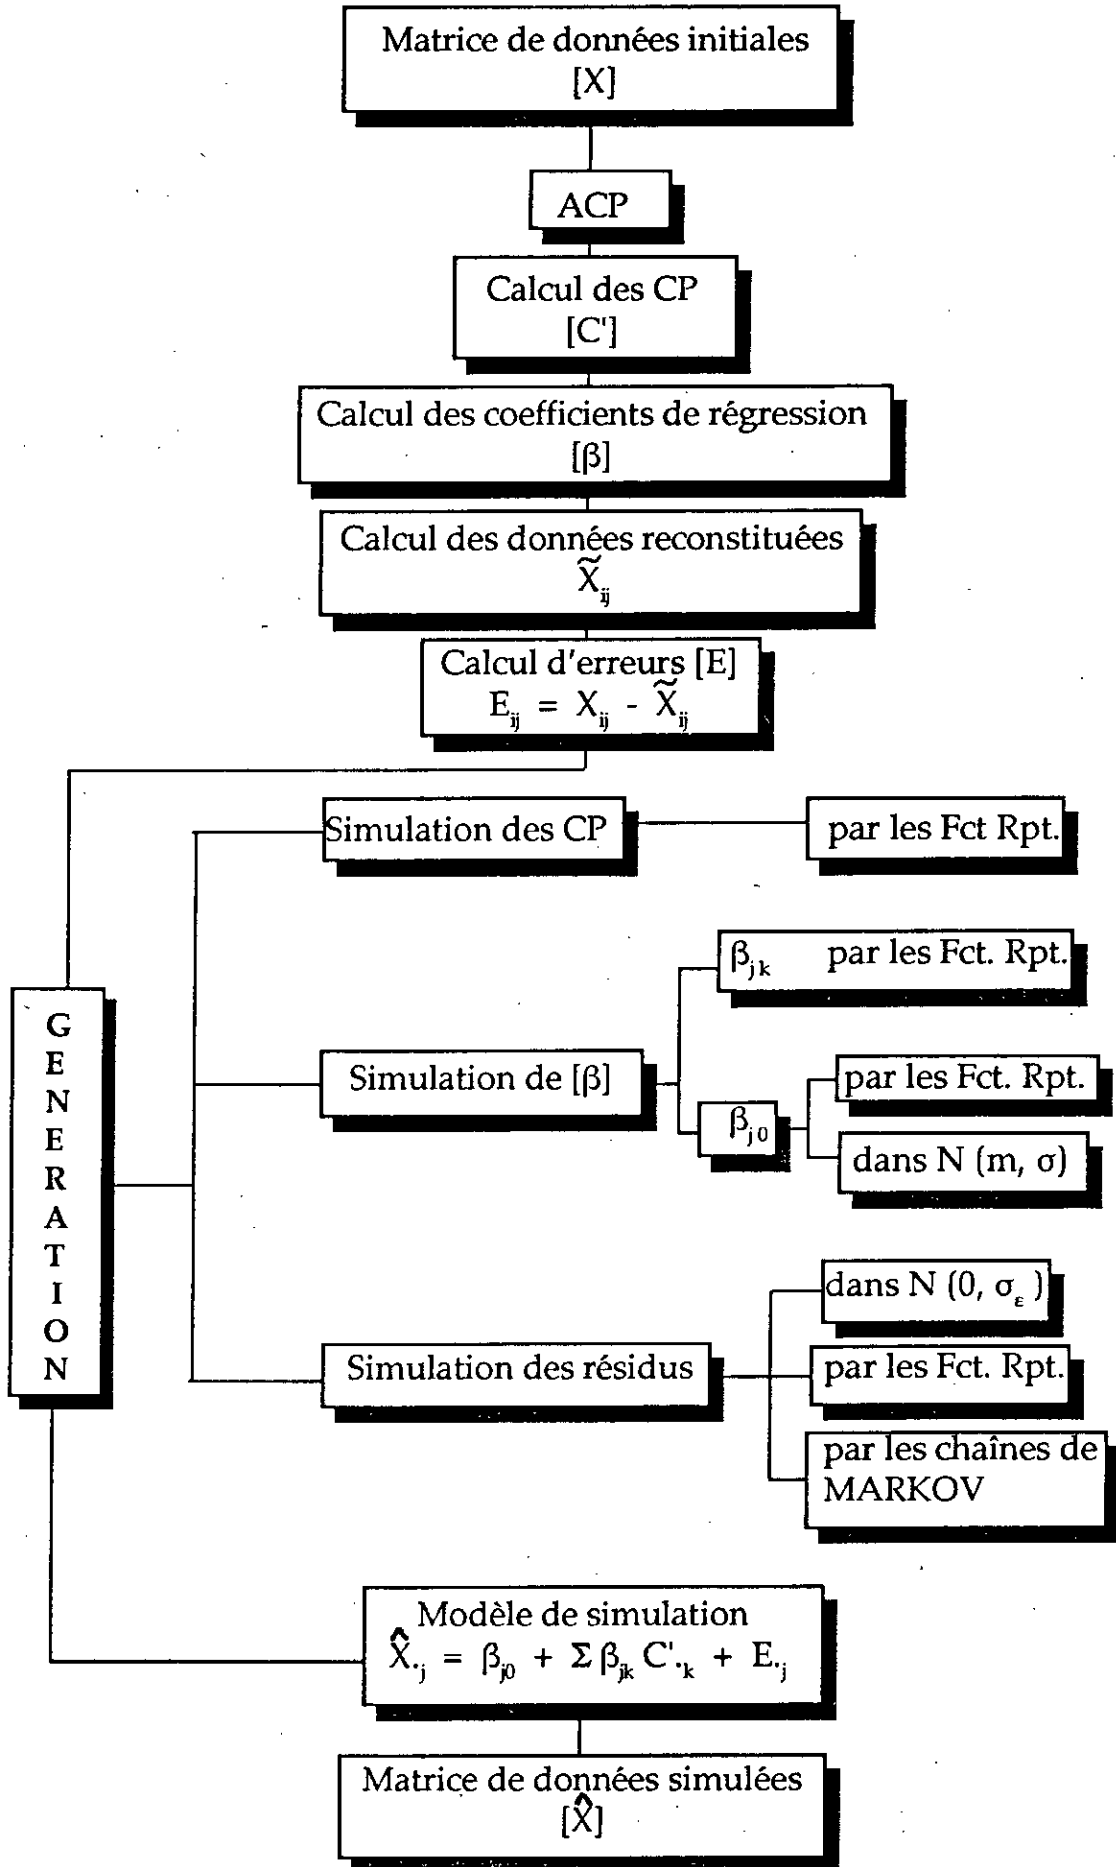 Matrice de données initiales
[X]
ACP
Calcul des CP
[C']
Calcul des coefficients de régression
[β]
Calcul des données reconstituées
X̃ij
Calcul d'erreurs [E]
Eij = Xij - X̃ij
Simulation des CP
par les Fct Rpt.
βjk par les Fct. Rpt.
GENERATION
Simulation de [β]
par les Fct. Rpt.
βj0
dans N (m, σ)
dans N (0, σε )
Simulation des résidus
par les Fct. Rpt.
par les chaînes de
MARKOV
Modèle de simulation
X̂.j = βj0 + Σ βjk C'.k + E.j
Matrice de données simulées
[X̂]